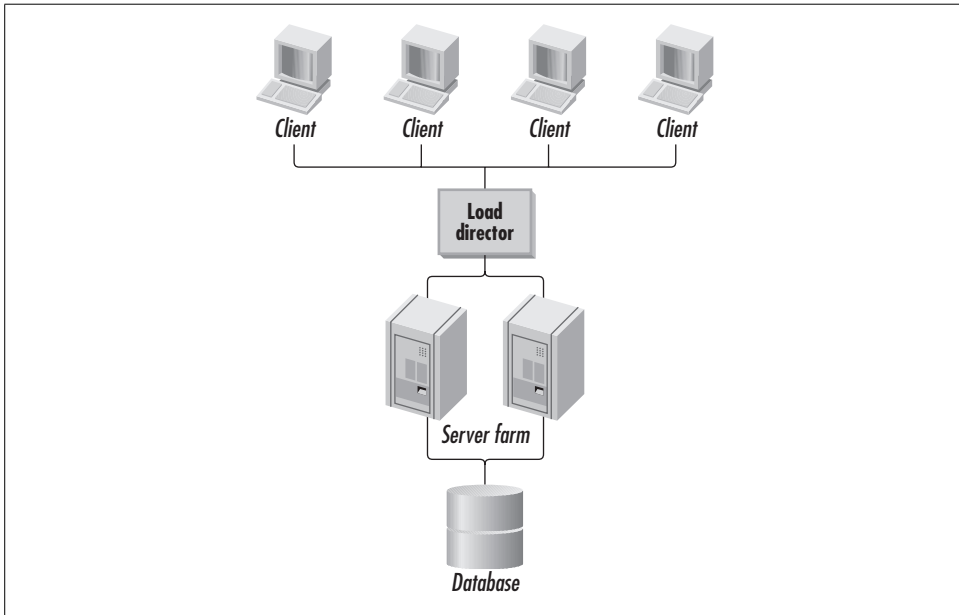 Client Client Client Client
Load
director
Server farm
Database